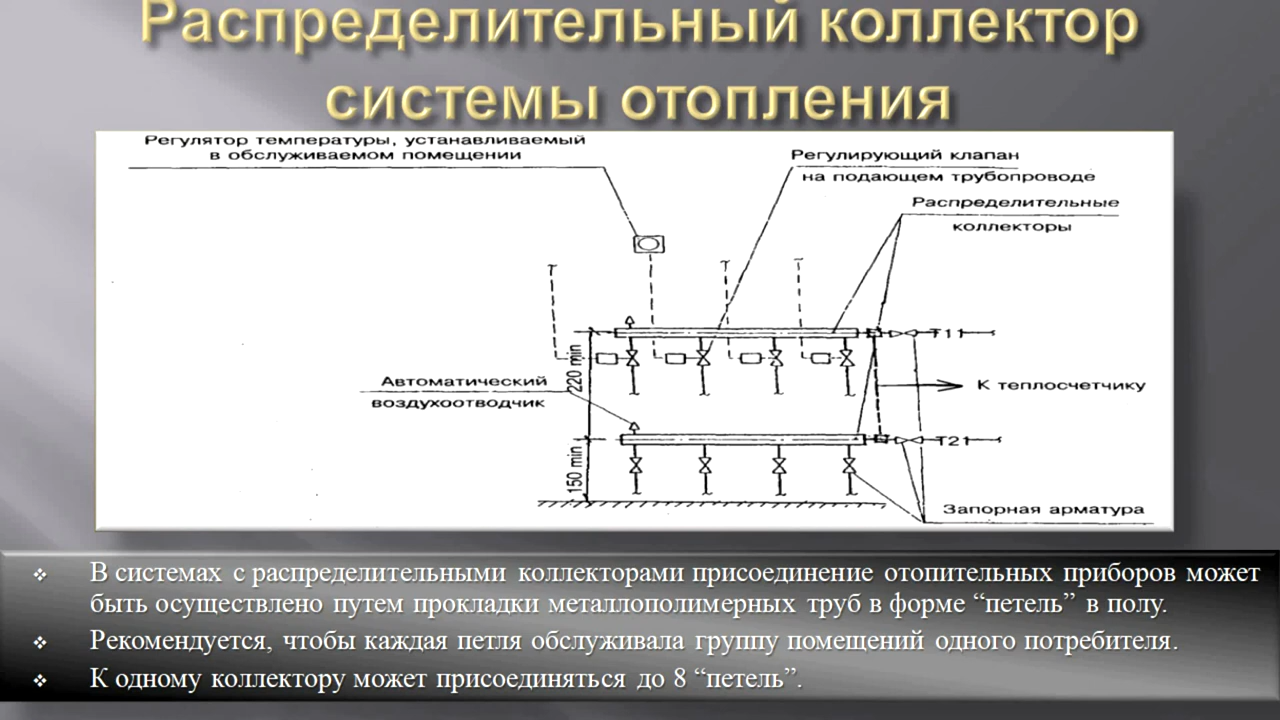 Распределительный коллектор
системы отопления
Регулятор температуры, устанавливаемый
в обслуживаемом помещении
Регулирующий клапан
на подающем трубопроводе
Распределительные
коллекторы
Т11
220 min
Автоматический
воздухоотводчик
К теплосчетчику
Т21
150 min
Запорная арматура
❖ В системах с распределительными коллекторами присоединение отопительных приборов может
быть осуществлено путем прокладки металлополимерных труб в форме “петель” в полу.
❖ Рекомендуется, чтобы каждая петля обслуживала группу помещений одного потребителя.
❖ К одному коллектору может присоединяться до 8 “петель”.